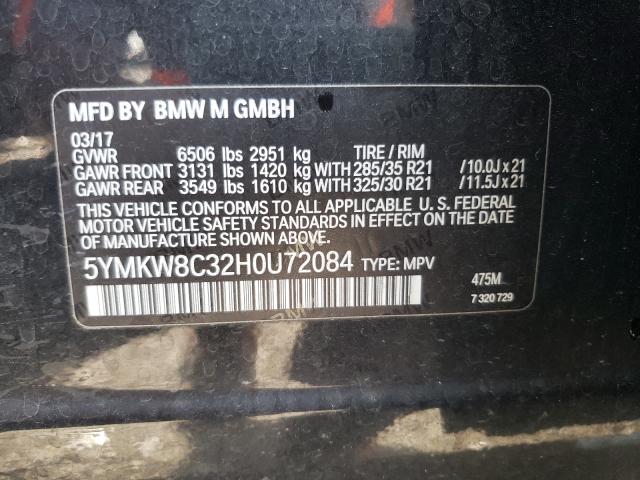 MFD BY BMW M GMBH
03/17
GVWR 6506 lbs 2951 kg TIRE / RIM
GAWR FRONT 3131 lbs 1420 kg WITH 285/35 R21 /10.0J x 21
GAWR REAR 3549 lbs 1610 kg WITH 325/30 R21 /11.5J x 21
THIS VEHICLE CONFORMS TO ALL APPLICABLE U. S. FEDERAL
MOTOR VEHICLE SAFETY STANDARDS IN EFFECT ON THE
DATE OF MANUFACTURE SHOWN ABOVE.
5YMKW8C32H0U72084 TYPE: MPV
475M
7 320 729